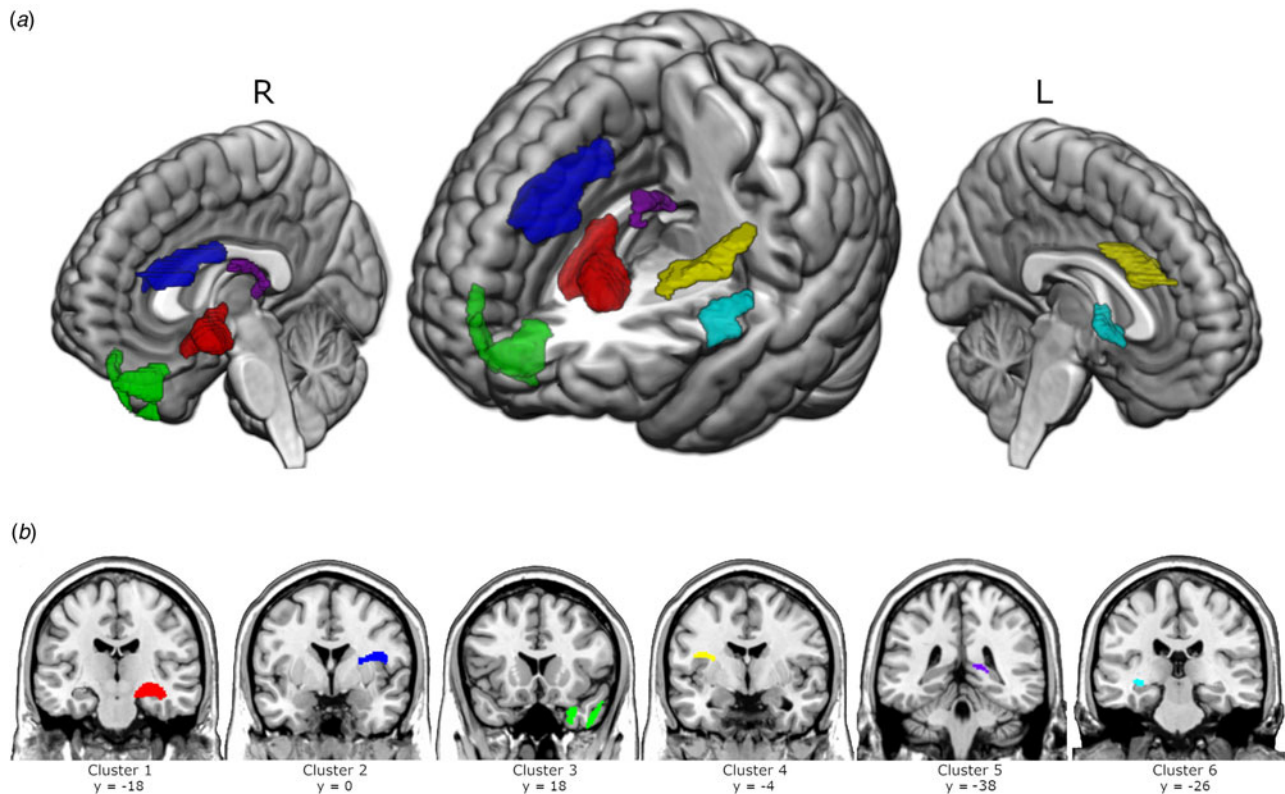 (a)
R
L
(b)
Cluster 1
y = -18
Cluster 2
y = 0
Cluster 3
y = 18
Cluster 4
y = -4
Cluster 5
y = -38
Cluster 6
y = -26